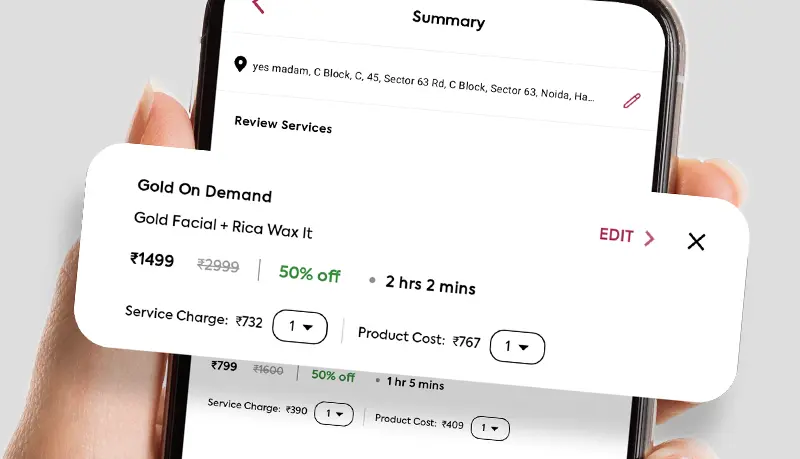 Summary
yes madam, C Block, C, 45, Sector 63 Rd, C Block, Sector 63, Noida, Ha...
Review Services
Gold On Demand
Gold Facial + Rica Wax It
EDIT
₹1499 ₹2999 50% off • 2 hrs 2 mins
Service Charge: ₹732 1 Product Cost: ₹767 1
₹799 ₹1600 50% off • 1 hr 5 mins
Service Charge: ₹390 1 Product Cost: ₹409 1